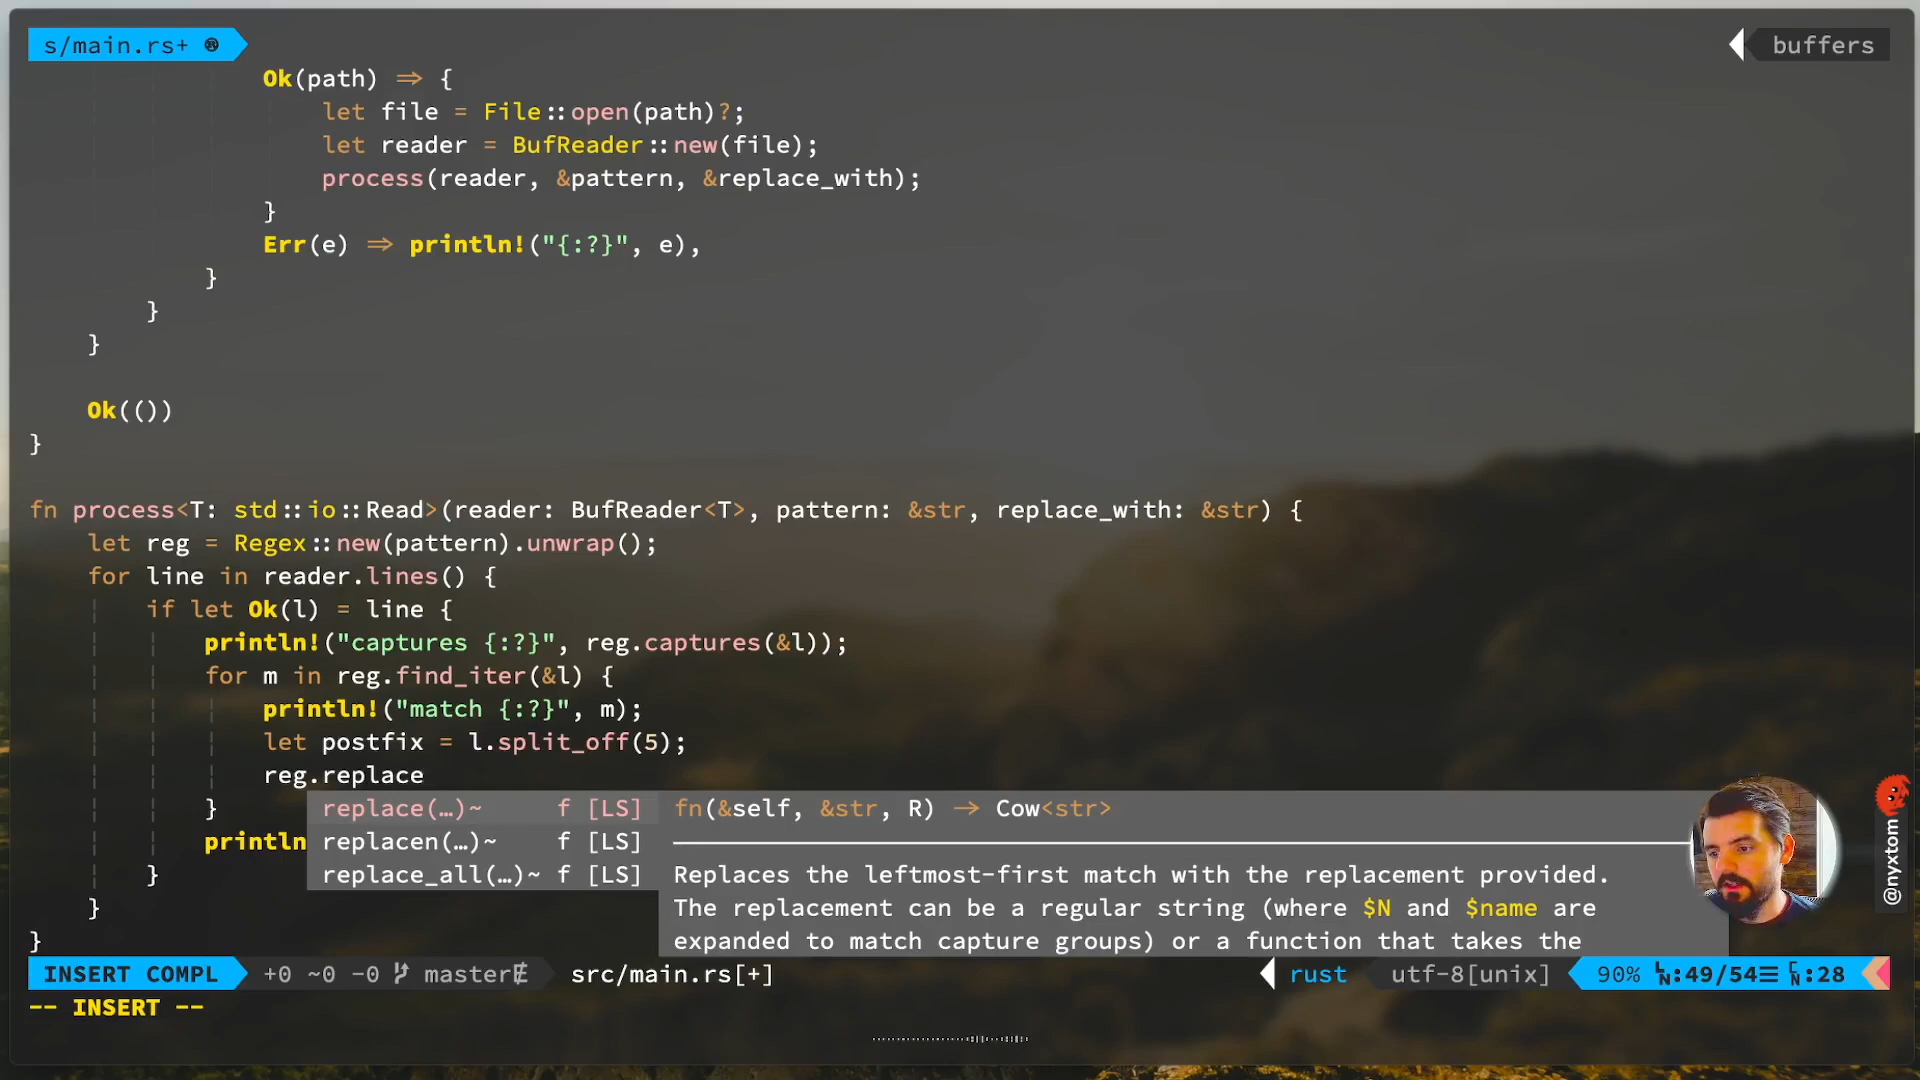 s/main.rs+
buffers
Ok(path) => {
let file = File::open(path)?;
let reader = BufReader::new(file);
process(reader, &pattern, &replace_with);
}
Err(e) => println!("{:?}", e),
}
}
}
Ok(())
}
fn process<T: std::io::Read>(reader: BufReader<T>, pattern: &str, replace_with: &str) {
let reg = Regex::new(pattern).unwrap();
for line in reader.lines() {
if let Ok(l) = line {
println!("captures {:?}", reg.captures(&l));
for m in reg.find_iter(&l) {
println!("match {:?}", m);
let postfix = l.split_off(5);
reg.replace
} replace(…)~ f [LS] fn(&self, &str, R) -> Cow<str>
println replacen(…)~ f [LS]
} replace_all(…)~ f [LS] Replaces the leftmost-first match with the replacement provided.
} The replacement can be a regular string (where $N and $name are
} expanded to match capture groups) or a function that takes the
@nyxtom
INSERT COMPL +0 ~0 -0 master src/main.rs[+] rust utf-8[unix] 90% LN:49/54 CN:28
-- INSERT --